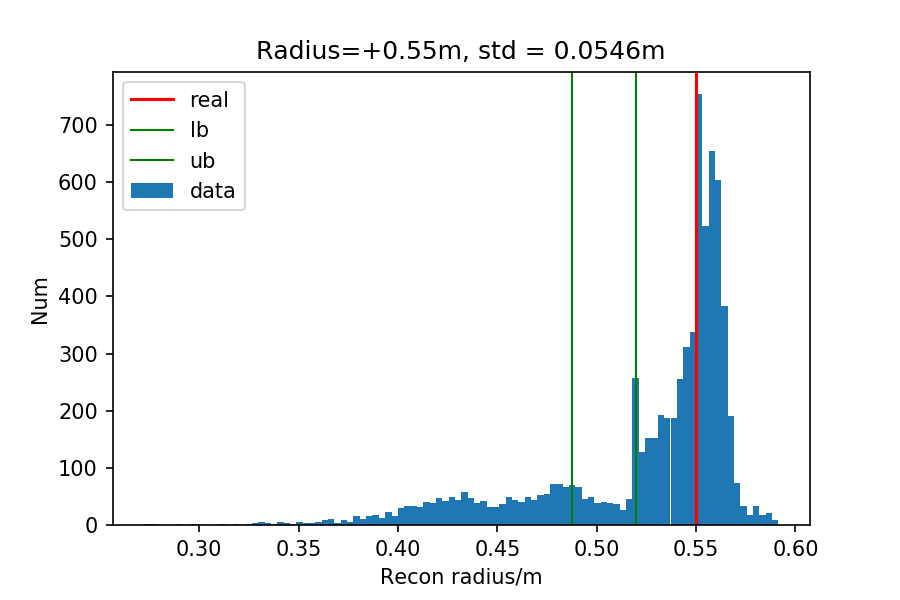 Radius=+0.55m, std = 0.0546m
real
lb
ub
data
700
600
500
400
300
200
100
0
Num
0.30 0.35 0.40 0.45 0.50 0.55 0.60
Recon radius/m